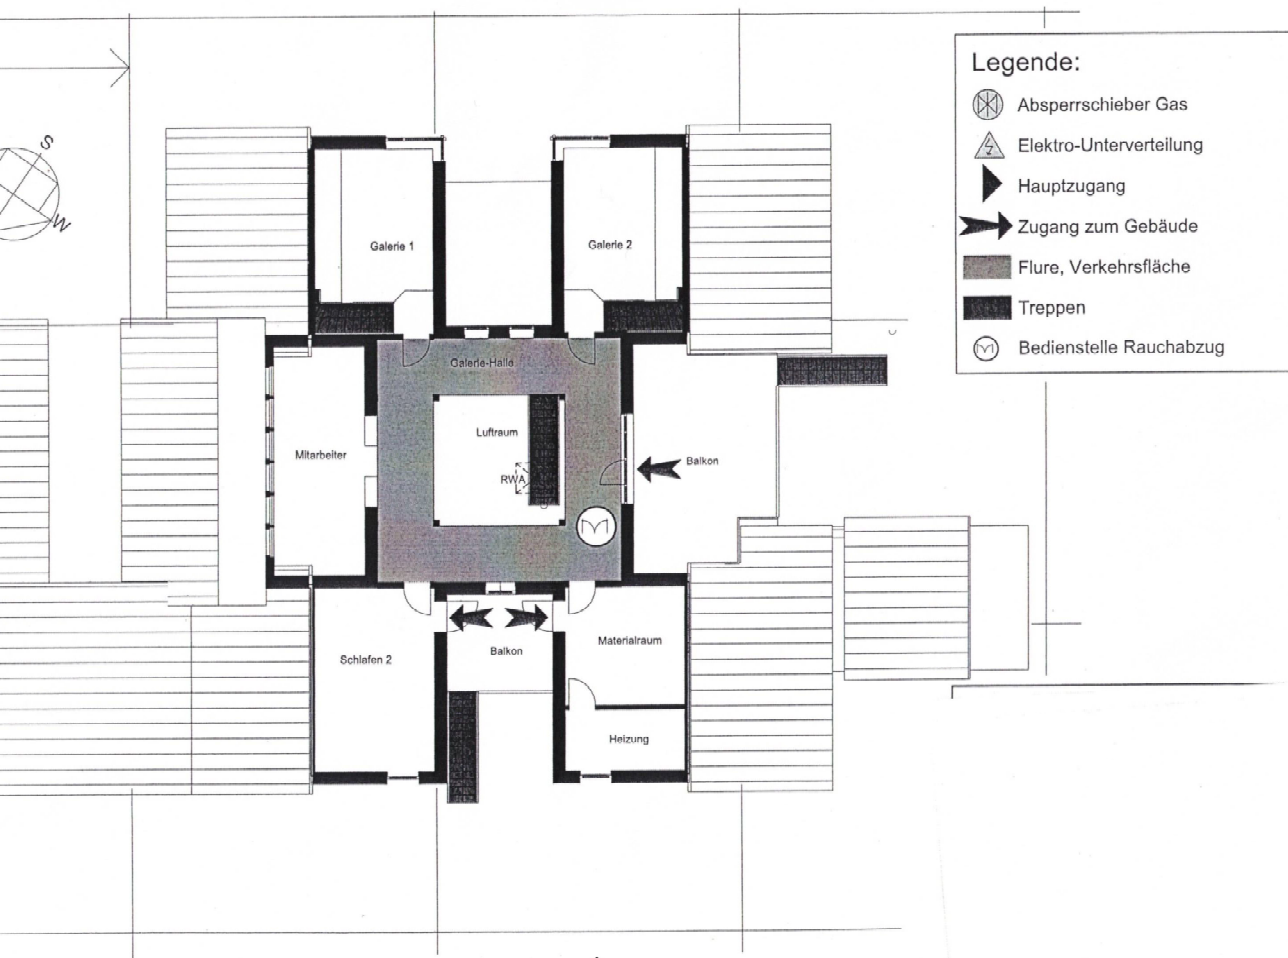 Legende:
Absperrschieber Gas
Elektro-Unterverteilung
Hauptzugang
Zugang zum Gebäude
Flure, Verkehrsfläche
Treppen
Bedienstelle Rauchabzug
S
W
Galerie 1
Galerie 2
Galerie-Halle
Luftraum
Mitarbeiter
RWA
Balkon
Schlafen 2
Balkon
Materialraum
Heizung